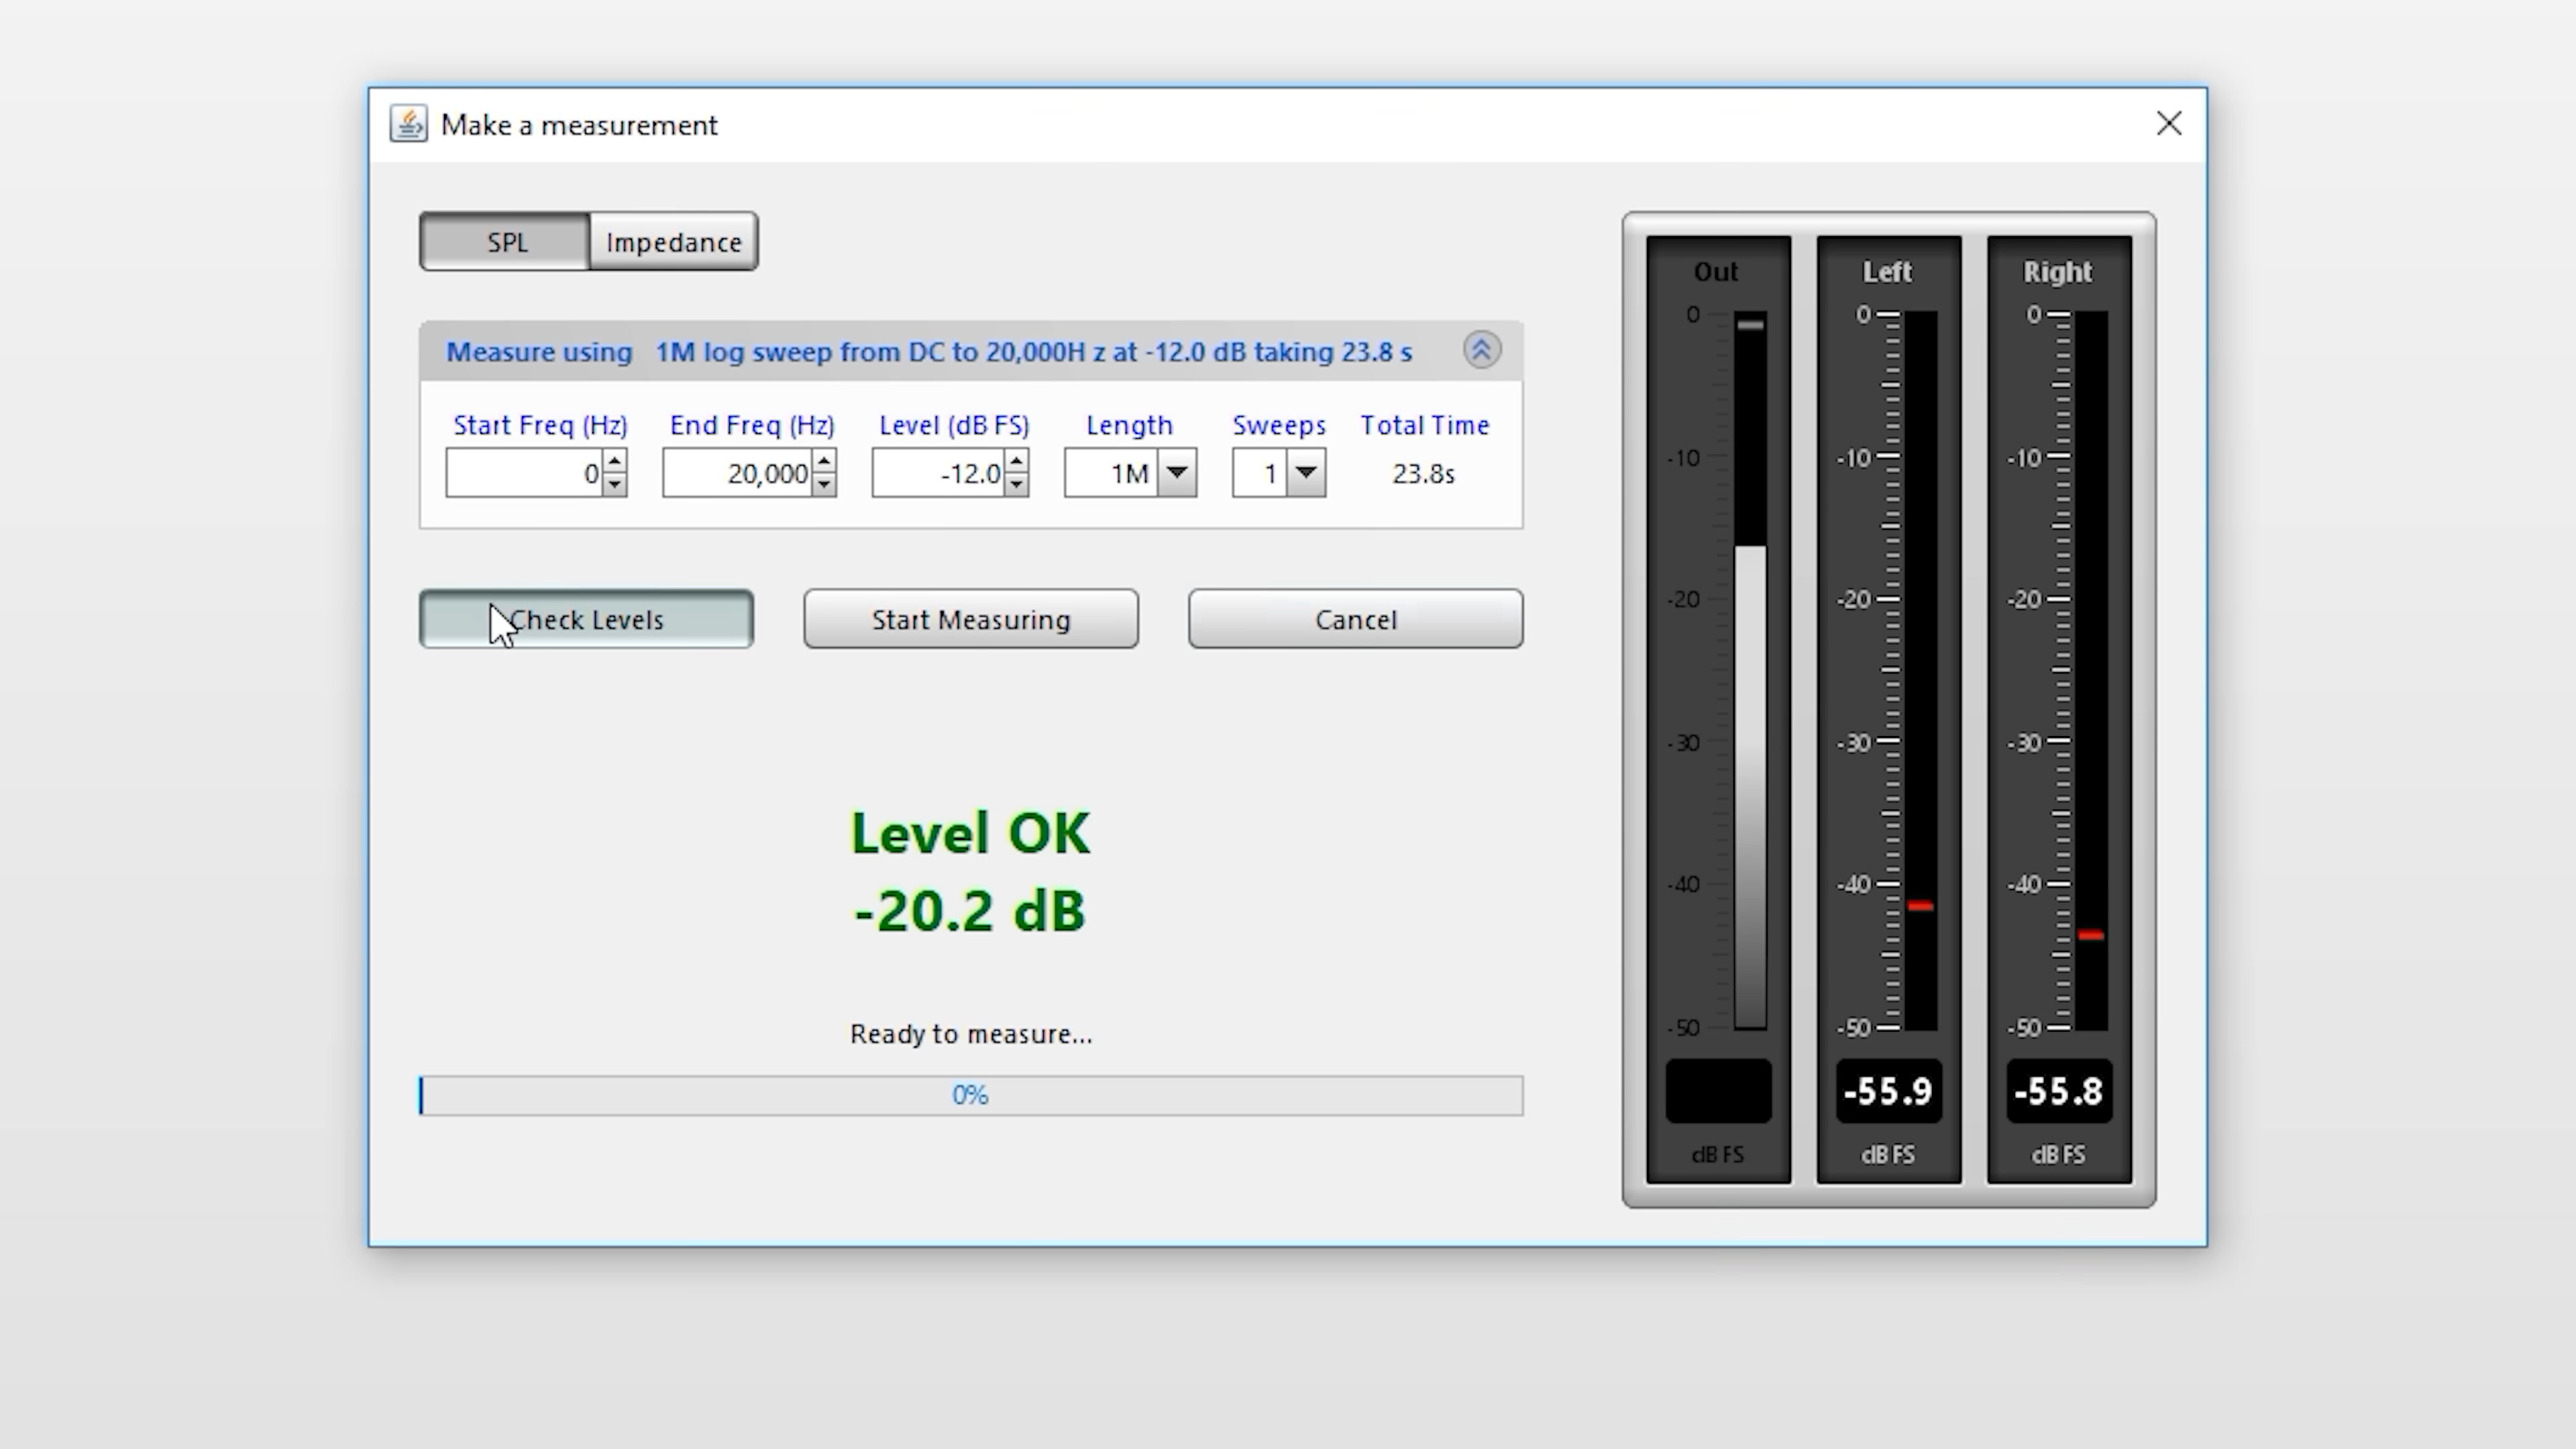 Make a measurement
SPL
Impedance
Measure using 1M log sweep from DC to 20,000H z at -12.0 dB taking 23.8 s
Start Freq (Hz) End Freq (Hz) Level (dB FS) Length Sweeps Total Time
0 20,000 -12.0 1M 1 23.8s
Check Levels
Start Measuring
Cancel
Level OK
-20.2 dB
Ready to measure...
0%
Out Left Right
0 0 0
-10 -10 -10
-20 -20 -20
-30 -30 -30
-40 -40 -40
-50 -50 -50
-55.9 -55.8
dB FS dB FS dB FS